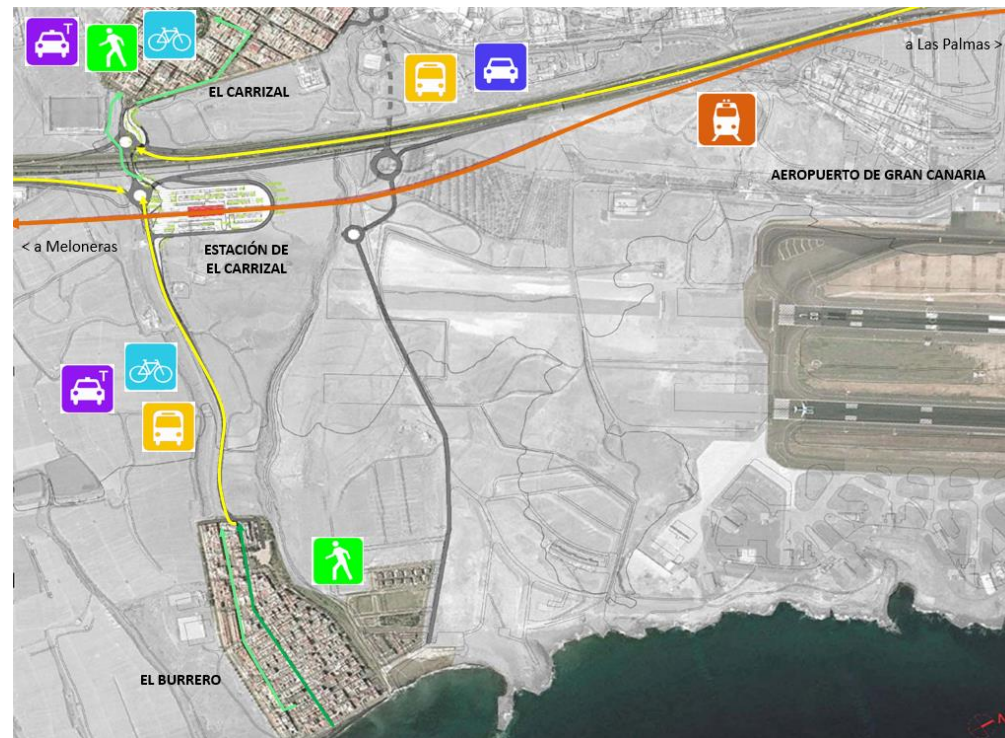 T
EL CARRIZAL
a Las Palmas >
AEROPUERTO DE GRAN CANARIA
< a Meloneras
ESTACIÓN DE
EL CARRIZAL
T
EL BURRERO
N